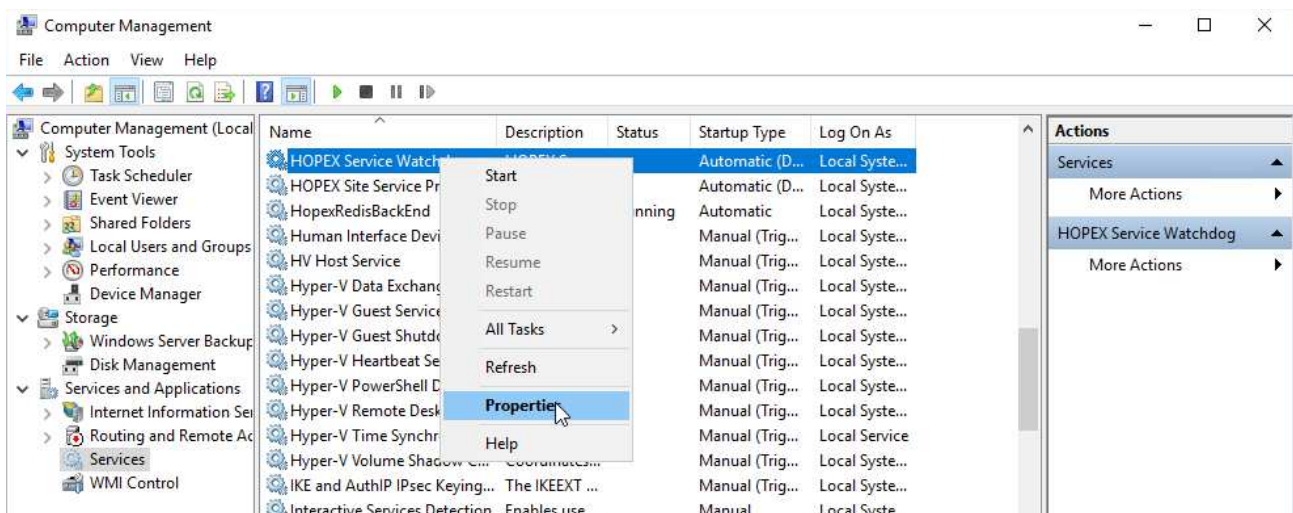 Computer Management
File Action View Help
Computer Management (Local
System Tools
Task Scheduler
Event Viewer
Shared Folders
Local Users and Groups
Performance
Device Manager
Storage
Windows Server Backup
Disk Management
Services and Applications
Internet Information Ser
Routing and Remote Ac
Services
WMI Control
Name Description Status Startup Type Log On As
HOPEX Service Watchd Automatic (D... Local Syste...
HOPEX Site Service Pr Automatic (D... Local Syste...
HopexRedisBackEnd nning Automatic Local Syste...
Human Interface Devi Manual (Trig... Local Syste...
HV Host Service Manual (Trig... Local Syste...
Hyper-V Data Exchang Manual (Trig... Local Syste...
Hyper-V Guest Service Manual (Trig... Local Syste...
Hyper-V Guest Shutdo Manual (Trig... Local Syste...
Hyper-V Heartbeat Se Manual (Trig... Local Syste...
Hyper-V PowerShell D Manual (Trig... Local Syste...
Hyper-V Remote Desk Manual (Trig... Local Syste...
Hyper-V Time Synchr Manual (Trig... Local Service
Hyper-V Volume Shadow C... Coordinates... Manual (Trig... Local Syste...
IKE and AuthIP IPsec Keying... The IKEEXT ... Manual (Trig... Local Syste...
Interactive Services Detection Enables use Manual Local Syste
Start
Stop
Pause
Resume
Restart
All Tasks
Refresh
Properties
Help
Actions
Services
More Actions
HOPEX Service Watchdog
More Actions